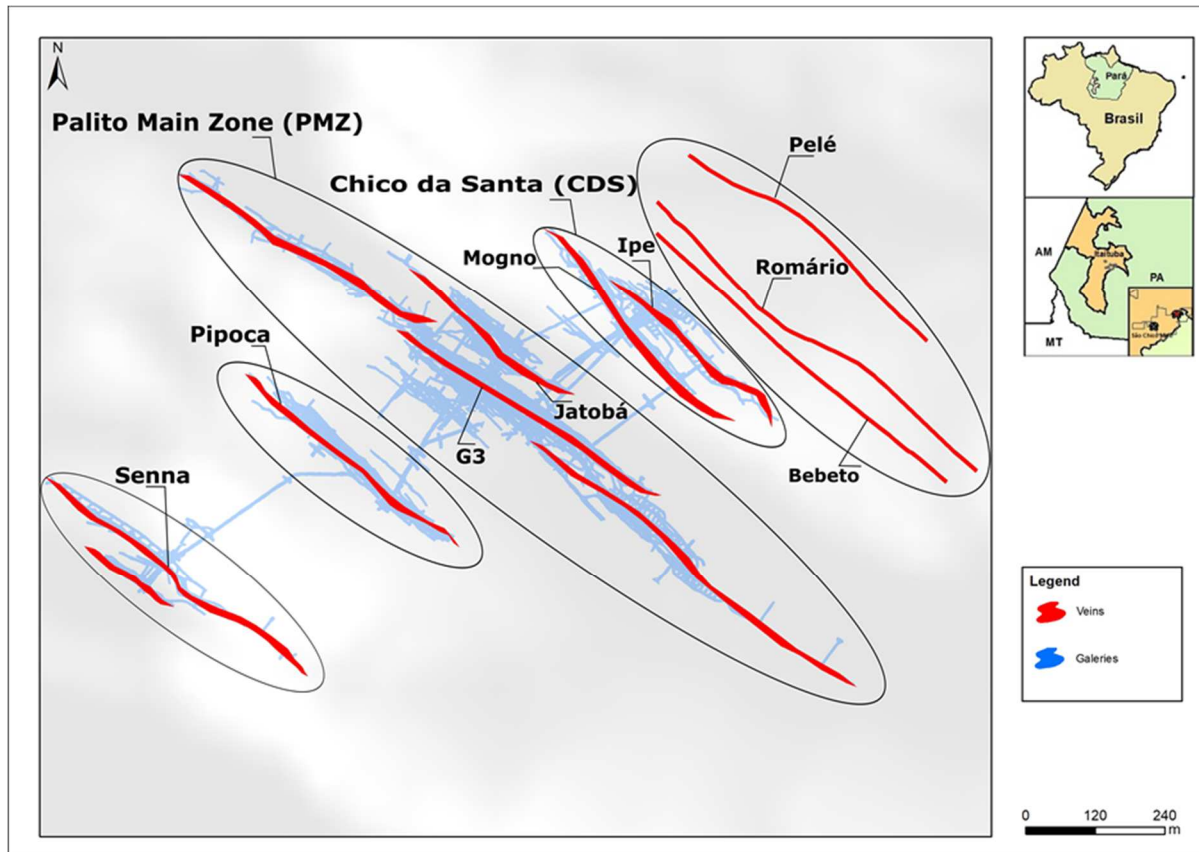 N
Palito Main Zone (PMZ)
Chico da Santa (CDS)
Pelé
Mogno
Ipe
Romário
Pipoca
Jatobá
G3
Bebeto
Senna
Pará
Brasil
AM
Itaituba
PA
MT
Legend
Veins
Galeries
0 120 240
m